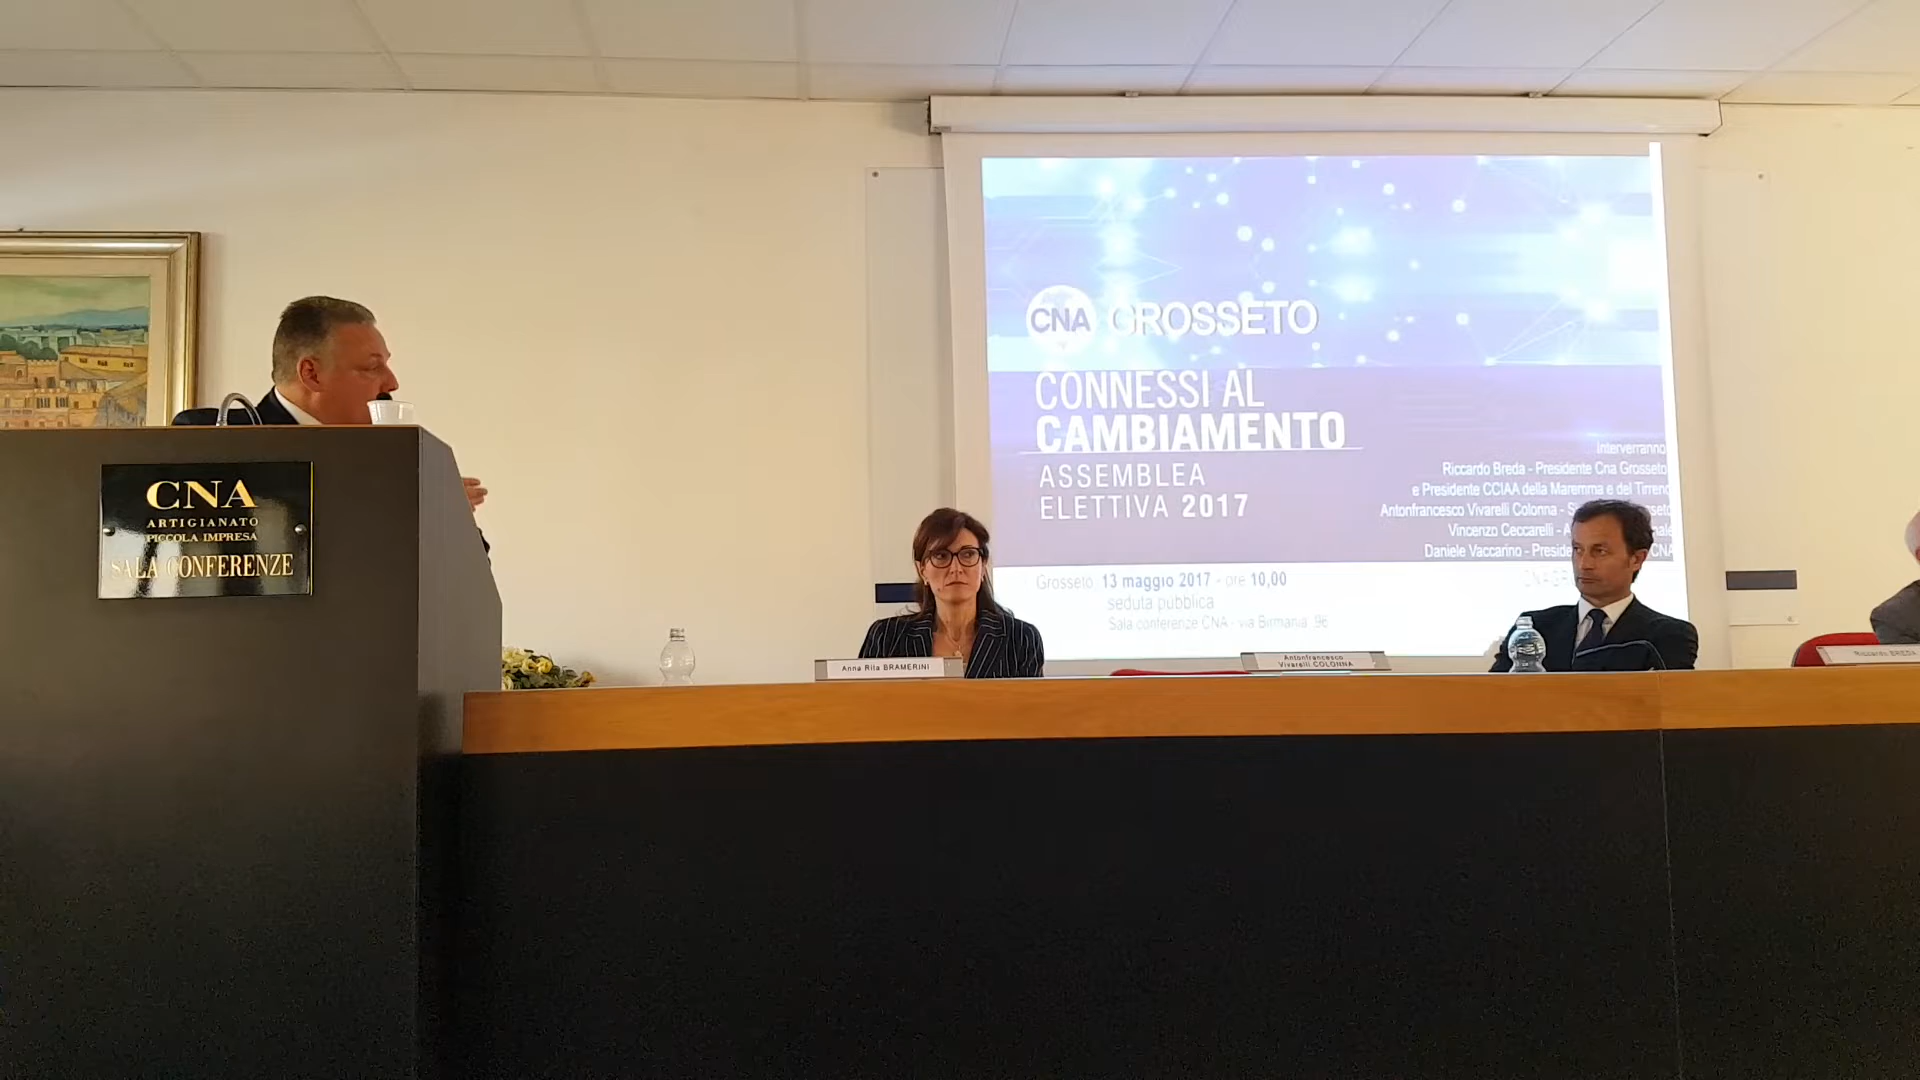 CNA
ARTIGIANATO
PICCOLA IMPRESA
SALA CONFERENZE
CNA GROSSETO
CONNESSI AL
CAMBIAMENTO
ASSEMBLEA
ELETTIVA 2017
Interverranno
Riccardo Breda - Presidente Cna Grosseto
e Presidente CCIAA della Maremma e del Tirreno
Antonfrancesco Vivarelli Colonna -
Vincenzo Ceccarelli -
Daniele Vaccarino - CNA
Grosseto, 13 maggio 2017 - ore 10,00
seduta pubblica
Sala conferenze CNA - via Birmania, 96
Anna Rita BRAMERINI
Antonfrancesco
Vivarelli COLONNA
Riccardo BREDA